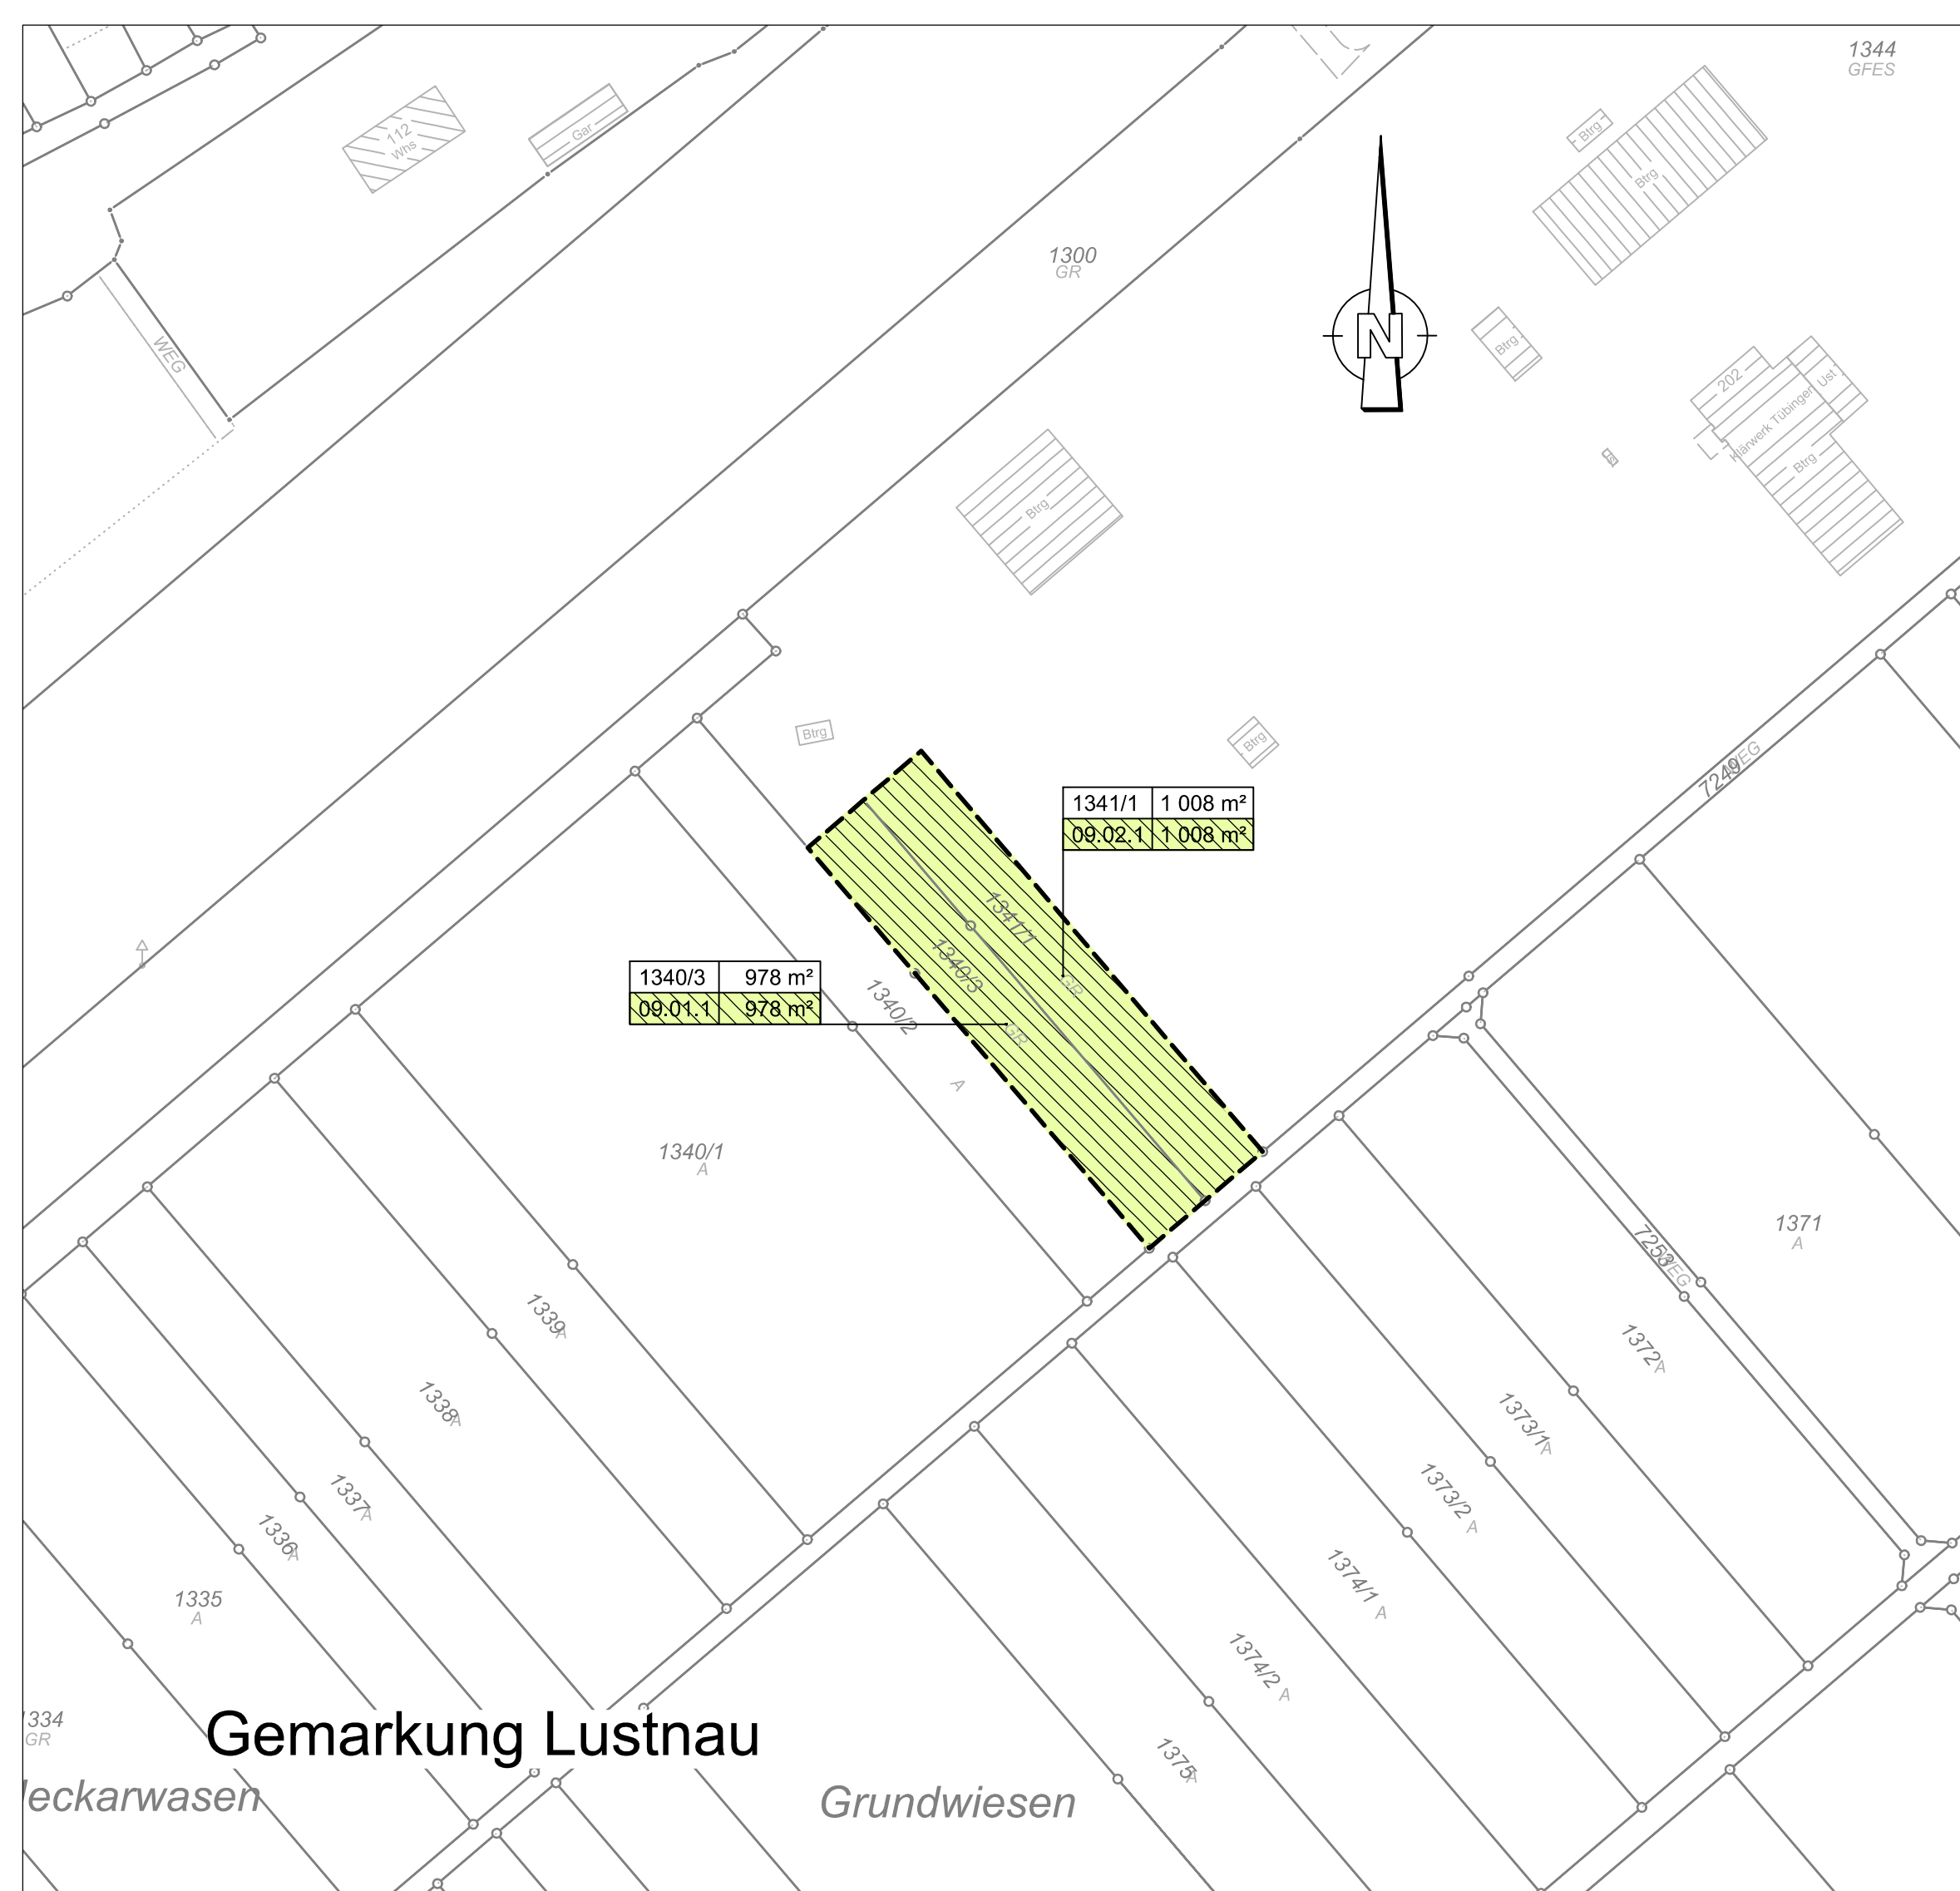 1344
GFES
112
Whs
Gar
Btrg
Btrg
1300
GR
N
WEG
Btrg
202
Ust
Klärwerk Tübingen
Btrg
Ust
Btrg
Btrg
Btrg
7249
WEG
1341/1 1 008 m²
09.02.1 1 008 m²
1341/1
GR
1340/3 978 m²
09.01.1 978 m²
1340/3
GR
1340/2
A
1340/1
A
1371
A
7253
WEG
1339
A
1372
A
1338
A
1373/1
A
1337
A
1373/2
A
1336
A
1374/1
A
1335
A
1374/2
A
1334
GR
Gemarkung Lustnau
1375
A
eckarwasen
Grundwiesen